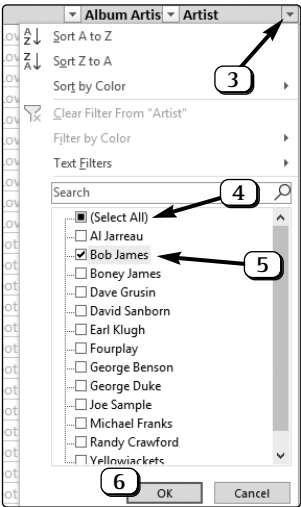 Album Artis Artist
3
Sort A to Z
Sort Z to A
Sort by Color
Clear Filter From "Artist"
Filter by Color
Text Filters
Search
4
(Select All)
Al Jarreau
Bob James
5
Boney James
Dave Grusin
David Sanborn
Earl Klugh
Fourplay
George Benson
George Duke
Joe Sample
Michael Franks
Randy Crawford
Yellowjackets
6
OK Cancel